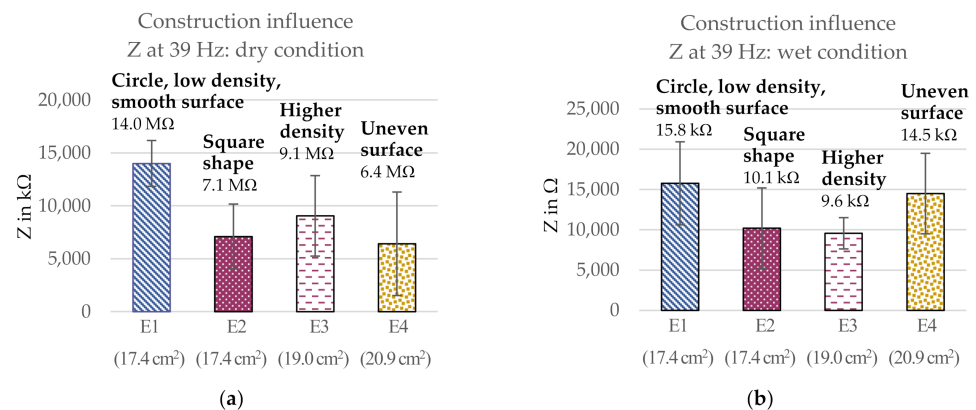 Construction influence
Z at 39 Hz: dry condition
Circle, low density,
smooth surface
14.0 MΩ
Square
shape
7.1 MΩ
Higher
density
9.1 MΩ
Uneven
surface
6.4 MΩ
Z in kΩ
20,000
15,000
10,000
5,000
0
E1 E2 E3 E4
(17.4 cm²) (17.4 cm²) (19.0 cm²) (20.9 cm²)
(a)
Construction influence
Z at 39 Hz: wet condition
Circle, low density,
smooth surface
15.8 kΩ
Square
shape
10.1 kΩ
Higher
density
9.6 kΩ
Uneven
surface
14.5 kΩ
Z in Ω
25,000
20,000
15,000
10,000
5,000
0
E1 E2 E3 E4
(17.4 cm²) (17.4 cm²) (19.0 cm²) (20.9 cm²)
(b)